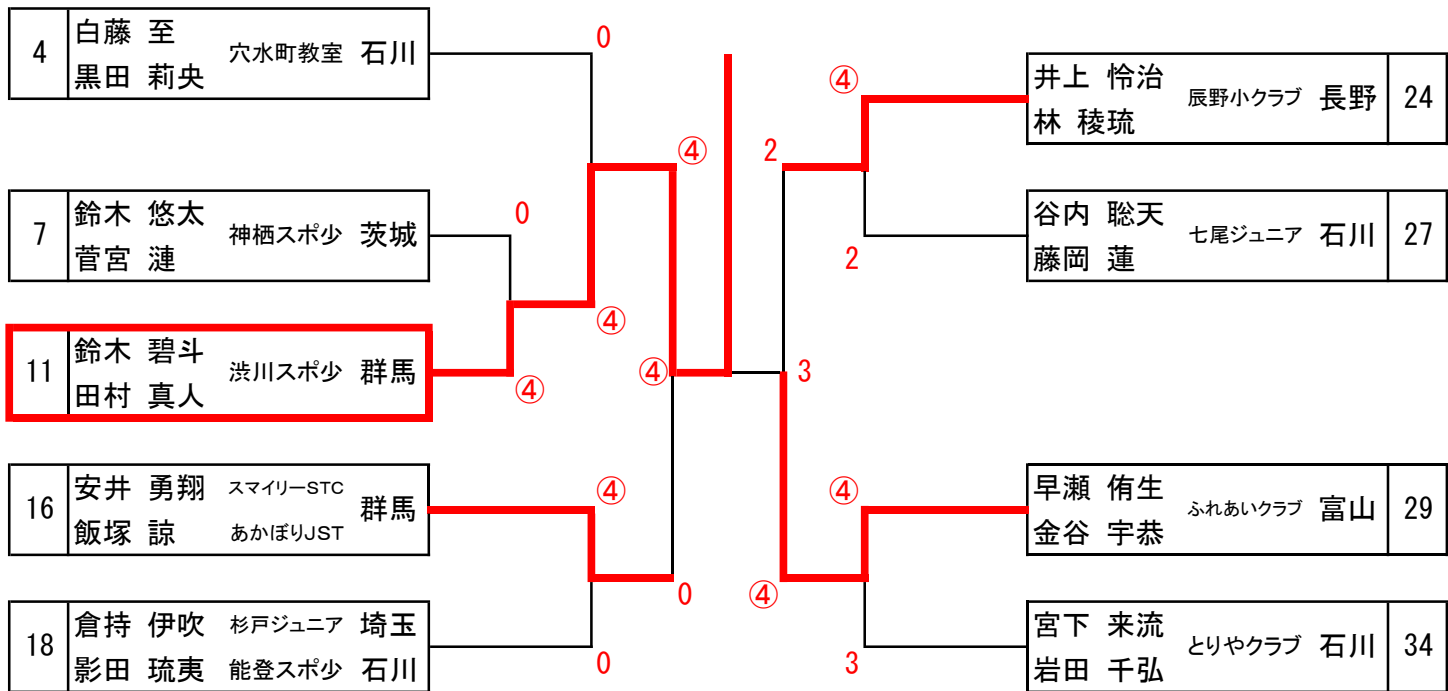 4 白藤 至 黒田 莉央 穴水町教室 石川
7 鈴木 悠太 菅宮 漣 神栖スポ少 茨城
11 鈴木 碧斗 田村 真人 渋川スポ少 群馬
16 安井 勇翔 スマイリーSTC 群馬
飯塚 諒 あかぼりJST
18 倉持 伊吹 杉戸ジュニア 埼玉
影田 琉夷 能登スポ少 石川
0
0
④
④
④
④
④
0
0
④
2
2
3
④
④
3
井上 怜治 林 稜琉 辰野小クラブ 長野 24
谷内 聡天 藤岡 蓮 七尾ジュニア 石川 27
早瀬 侑生 金谷 宇恭 ふれあいクラブ 富山 29
宮下 来流 岩田 千弘 とりやクラブ 石川 34